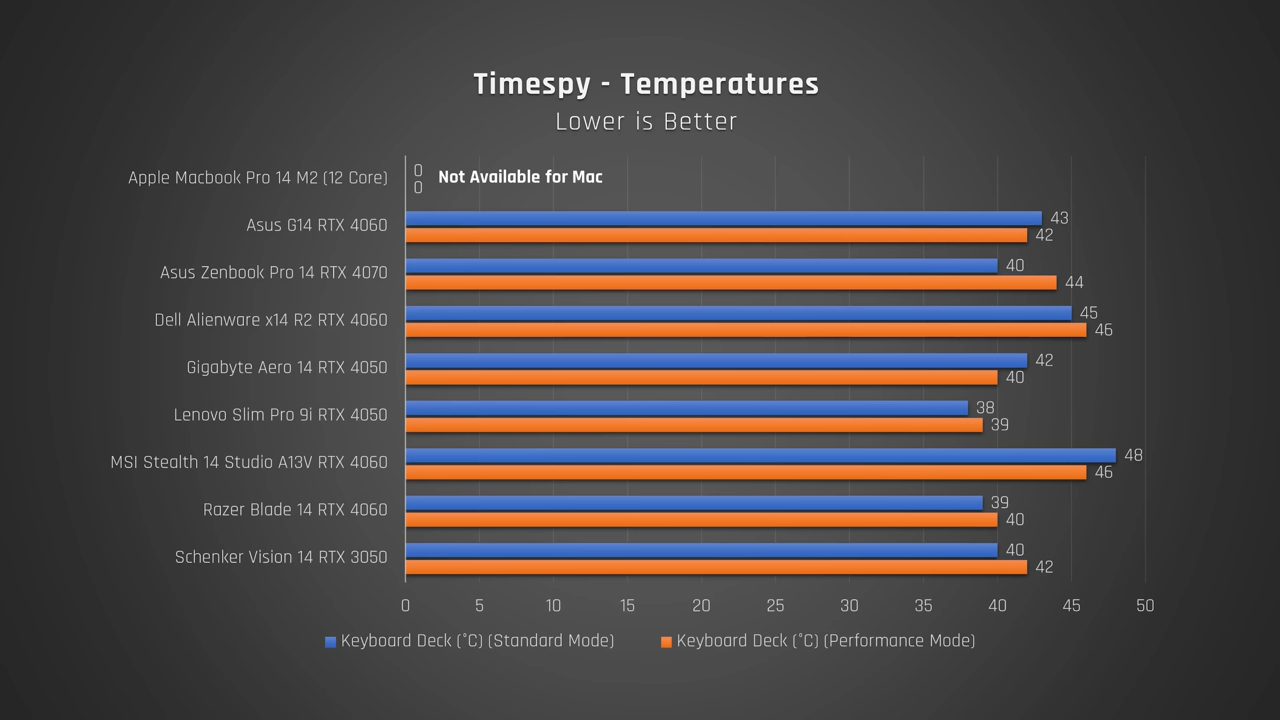 Timespy - Temperatures
Lower is Better
Apple Macbook Pro 14 M2 (12 Core)
0
0
Not Available for Mac
Asus G14 RTX 4060
43
42
Asus Zenbook Pro 14 RTX 4070
40
44
Dell Alienware x14 R2 RTX 4060
45
46
Gigabyte Aero 14 RTX 4050
42
40
Lenovo Slim Pro 9i RTX 4050
38
39
MSI Stealth 14 Studio A13V RTX 4060
48
46
Razer Blade 14 RTX 4060
39
40
Schenker Vision 14 RTX 3050
40
42
0 5 10 15 20 25 30 35 40 45 50
Keyboard Deck (°C) (Standard Mode) Keyboard Deck (°C) (Performance Mode)